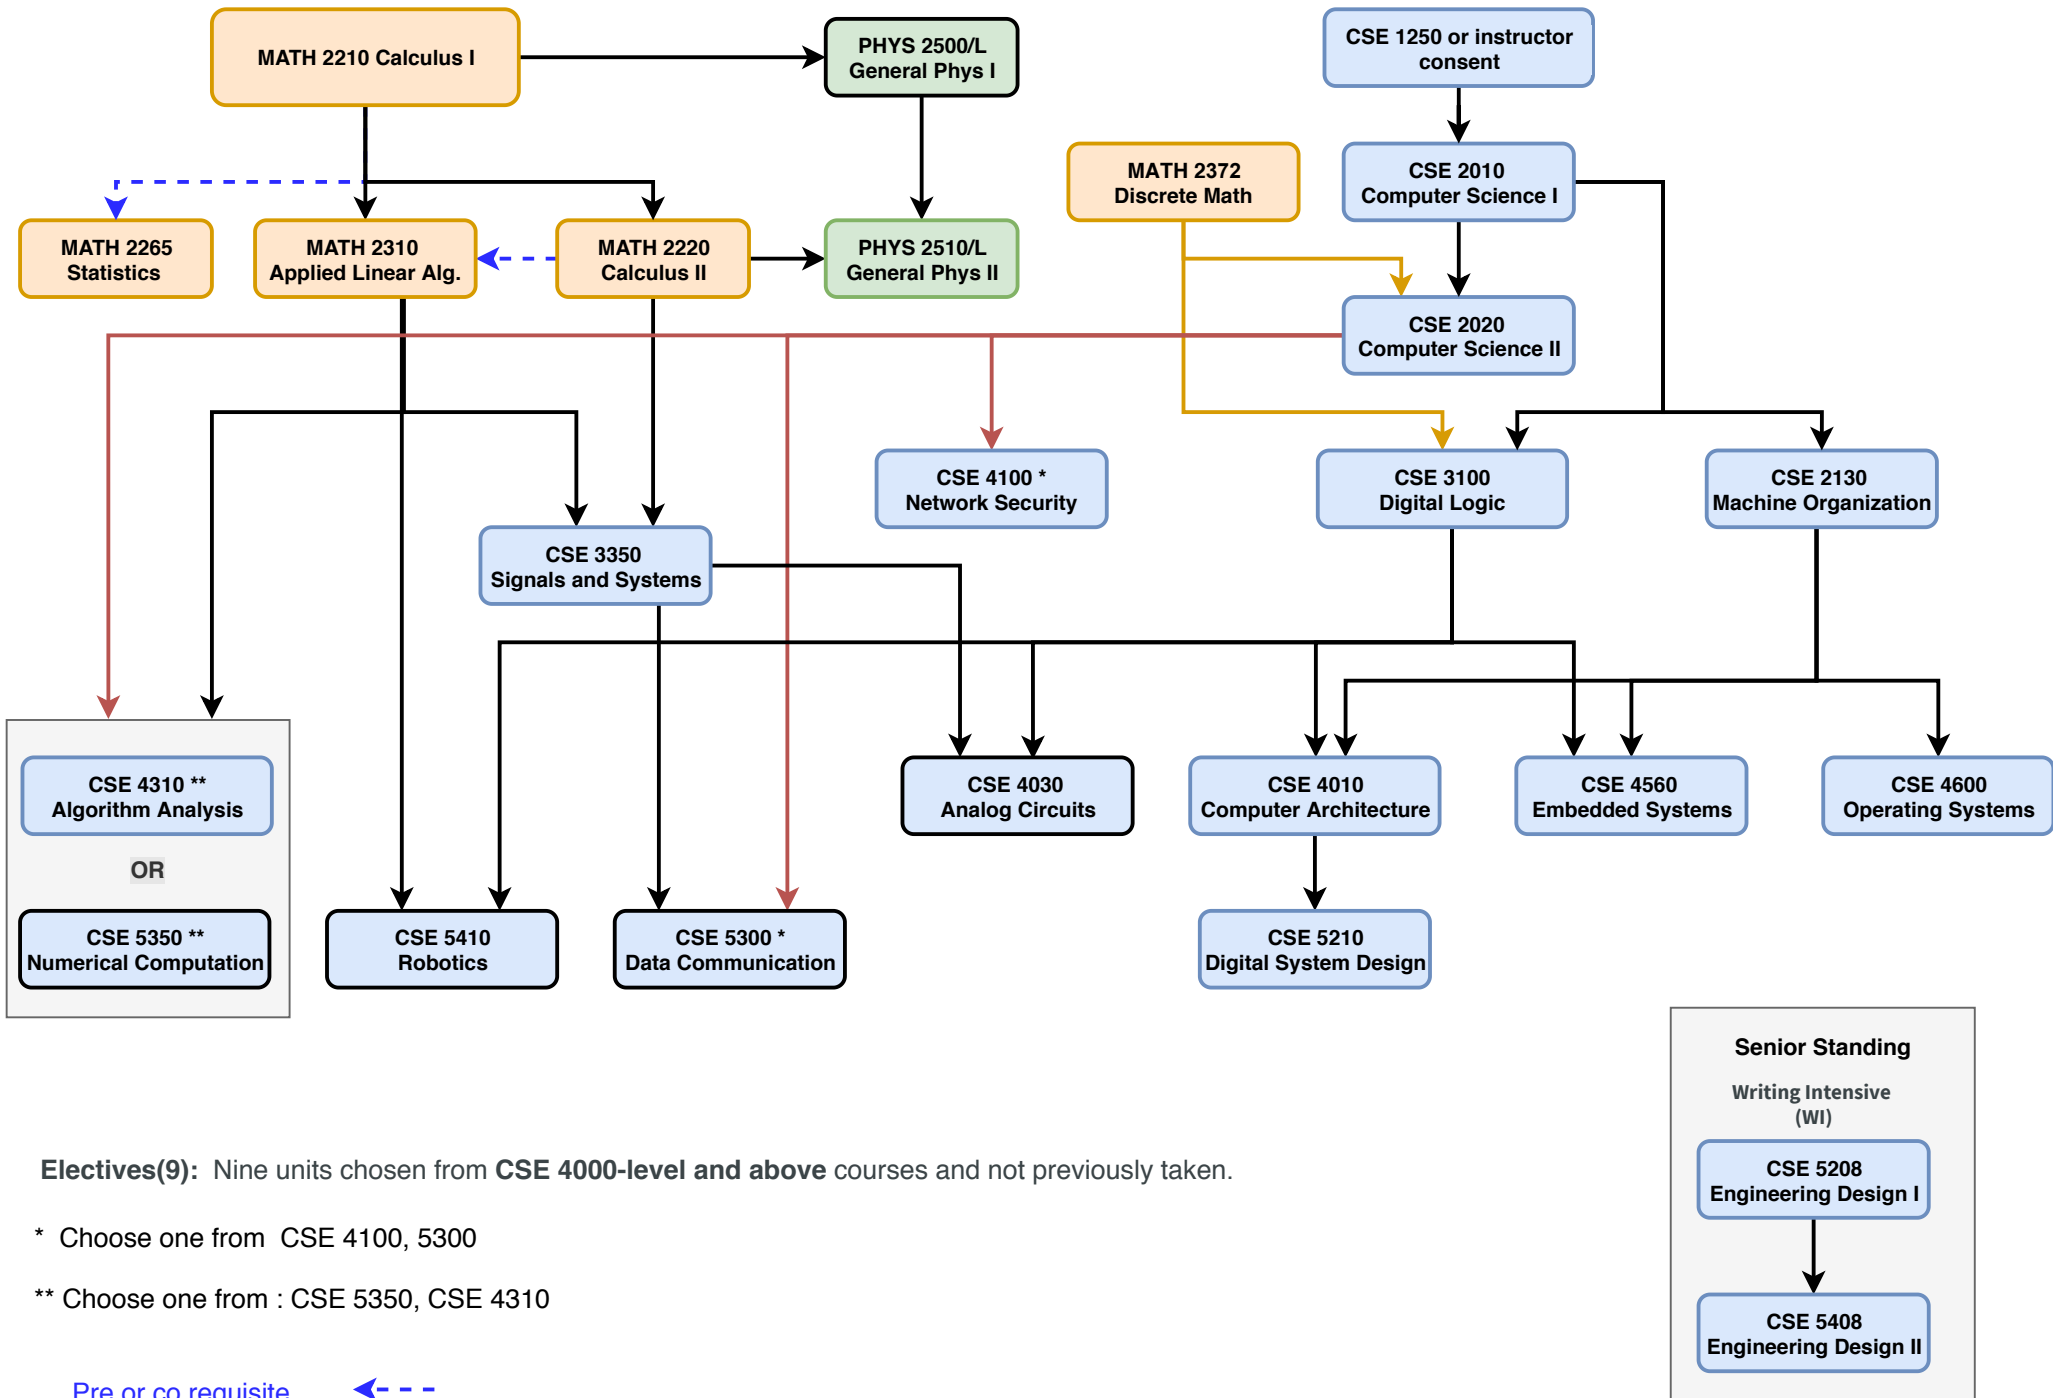 MATH 2210 Calculus I
PHYS 2500/L
General Phys I
CSE 1250 or instructor
consent
MATH 2372
Discrete Math
CSE 2010
Computer Science I
MATH 2265
Statistics
MATH 2310
Applied Linear Alg.
MATH 2220
Calculus II
PHYS 2510/L
General Phys II
CSE 2020
Computer Science II
CSE 4100 *
Network Security
CSE 3100
Digital Logic
CSE 2130
Machine Organization
CSE 3350
Signals and Systems
CSE 4310 **
Algorithm Analysis
OR
CSE 5350 **
Numerical Computation
CSE 4030
Analog Circuits
CSE 4010
Computer Architecture
CSE 4560
Embedded Systems
CSE 4600
Operating Systems
CSE 5410
Robotics
CSE 5300 *
Data Communication
CSE 5210
Digital System Design
Senior Standing
Writing Intensive
(WI)
CSE 5208
Engineering Design I
CSE 5408
Engineering Design II
Electives(9): Nine units chosen from CSE 4000-level and above courses and not previously taken.
* Choose one from CSE 4100, 5300
** Choose one from : CSE 5350, CSE 4310
Pre or co requisite